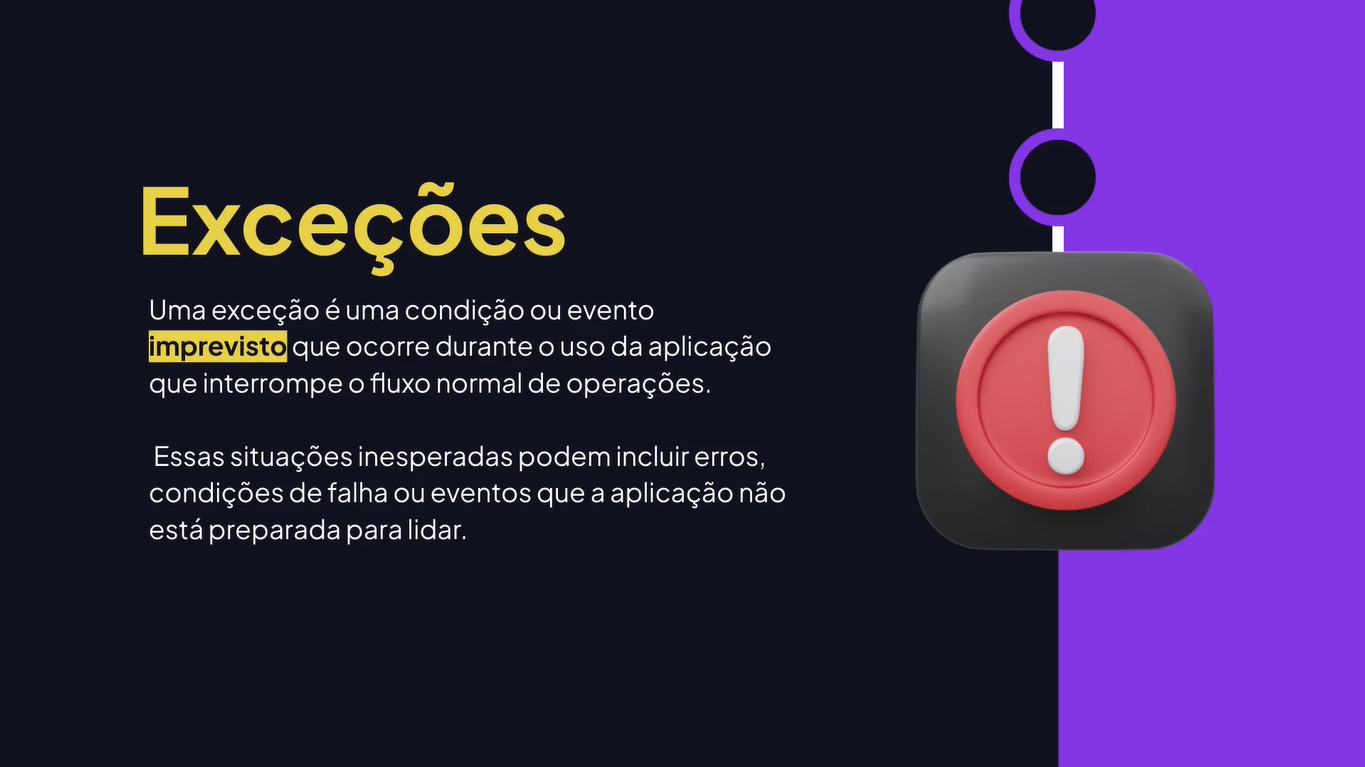 Exceções
Uma exceção é uma condição ou evento
imprevisto que ocorre durante o uso da aplicação
que interrompe o fluxo normal de operações.
Essas situações inesperadas podem incluir erros,
condições de falha ou eventos que a aplicação não
está preparada para lidar.